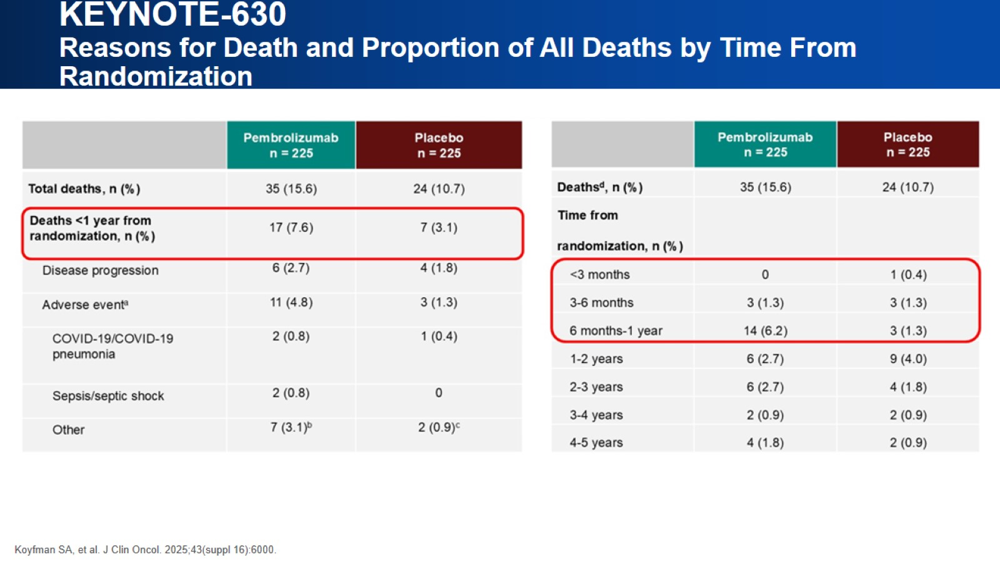 KEYNOTE-630
Reasons for Death and Proportion of All Deaths by Time From
Randomization
Pembrolizumab
n = 225
Placebo
n = 225
Total deaths, n (%) 35 (15.6) 24 (10.7)
Deaths <1 year from
randomization, n (%) 17 (7.6) 7 (3.1)
Disease progression 6 (2.7) 4 (1.8)
Adverse eventᵃ 11 (4.8) 3 (1.3)
COVID-19/COVID-19
pneumonia 2 (0.8) 1 (0.4)
Sepsis/septic shock 2 (0.8) 0
Other 7 (3.1)ᵇ 2 (0.9)ᶜ
Pembrolizumab
n = 225
Placebo
n = 225
Deathsᵈ, n (%) 35 (15.6) 24 (10.7)
Time from
randomization, n (%)
<3 months 0 1 (0.4)
3-6 months 3 (1.3) 3 (1.3)
6 months-1 year 14 (6.2) 3 (1.3)
1-2 years 6 (2.7) 9 (4.0)
2-3 years 6 (2.7) 4 (1.8)
3-4 years 2 (0.9) 2 (0.9)
4-5 years 4 (1.8) 2 (0.9)
Koyfman SA, et al. J Clin Oncol. 2025;43(suppl 16):6000.